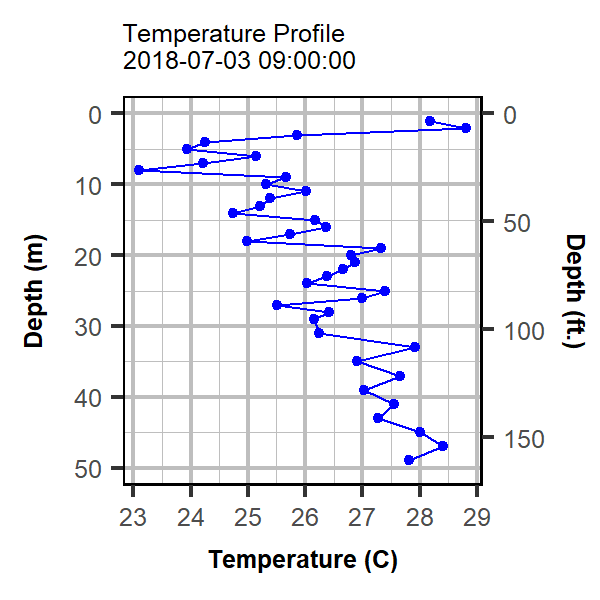 Temperature Profile
2018-07-03 09:00:00
0
10
20
30
40
50
Depth (m)
0
50
100
150
Depth (ft.)
23 24 25 26 27 28 29
Temperature (C)